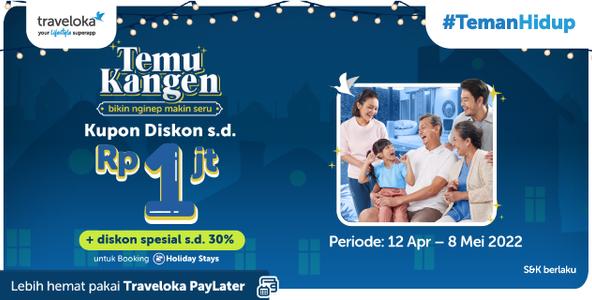 traveloka
your lifestyle superapp
#TemanHidup
Temu
Kangen
bikin nginep makin seru
Kupon Diskon s.d.
Rp 1 jt
+ diskon spesial s.d. 30%
untuk Booking Holiday Stays
Periode: 12 Apr – 8 Mei 2022
S&K berlaku
Lebih hemat pakai Traveloka PayLater